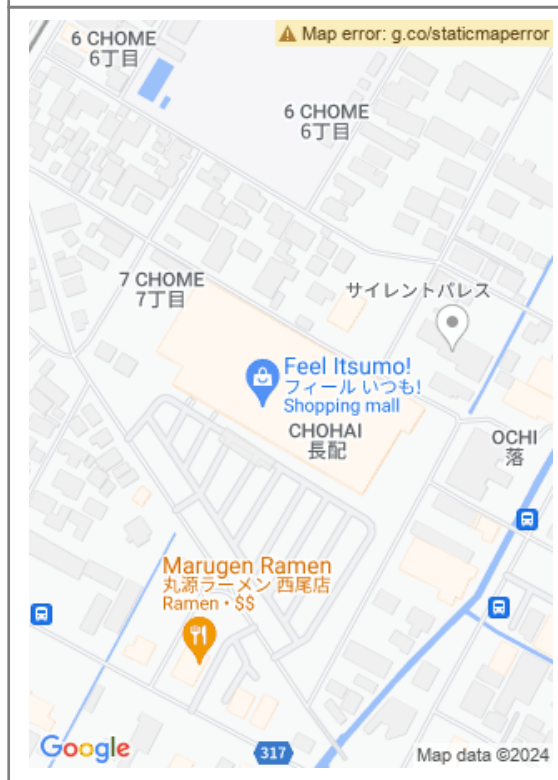 Map error: g.co/staticmaperror
6 CHOME
6丁目
6 CHOME
6丁目
7 CHOME
7丁目
サイレントパレス
Feel Itsumo!
フィール いつも!
Shopping mall
CHOHAI
長配
OCHI
落
Marugen Ramen
丸源ラーメン 西尾店
Ramen • $$
Google
317
Map data ©2024